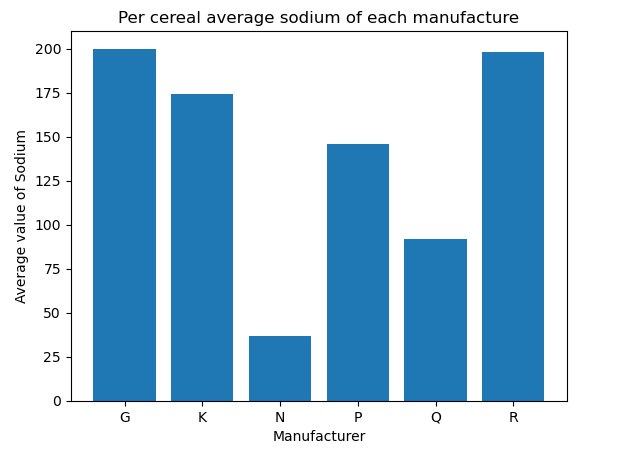 Per cereal average sodium of each manufacture
200
175
150
125
100
75
50
25
0
Average value of Sodium
G K N P Q R
Manufacturer